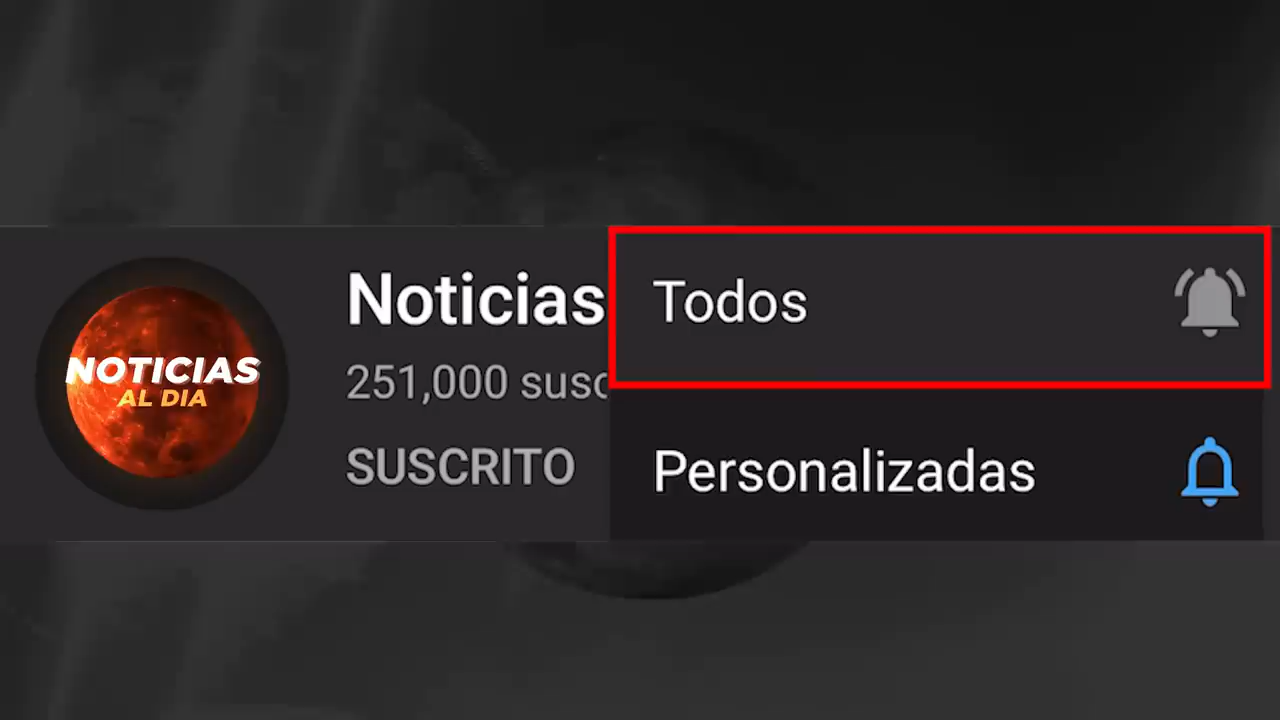 NOTICIAS
AL DIA
Noticias
251,000 susc
SUSCRITO
Todos
Personalizadas